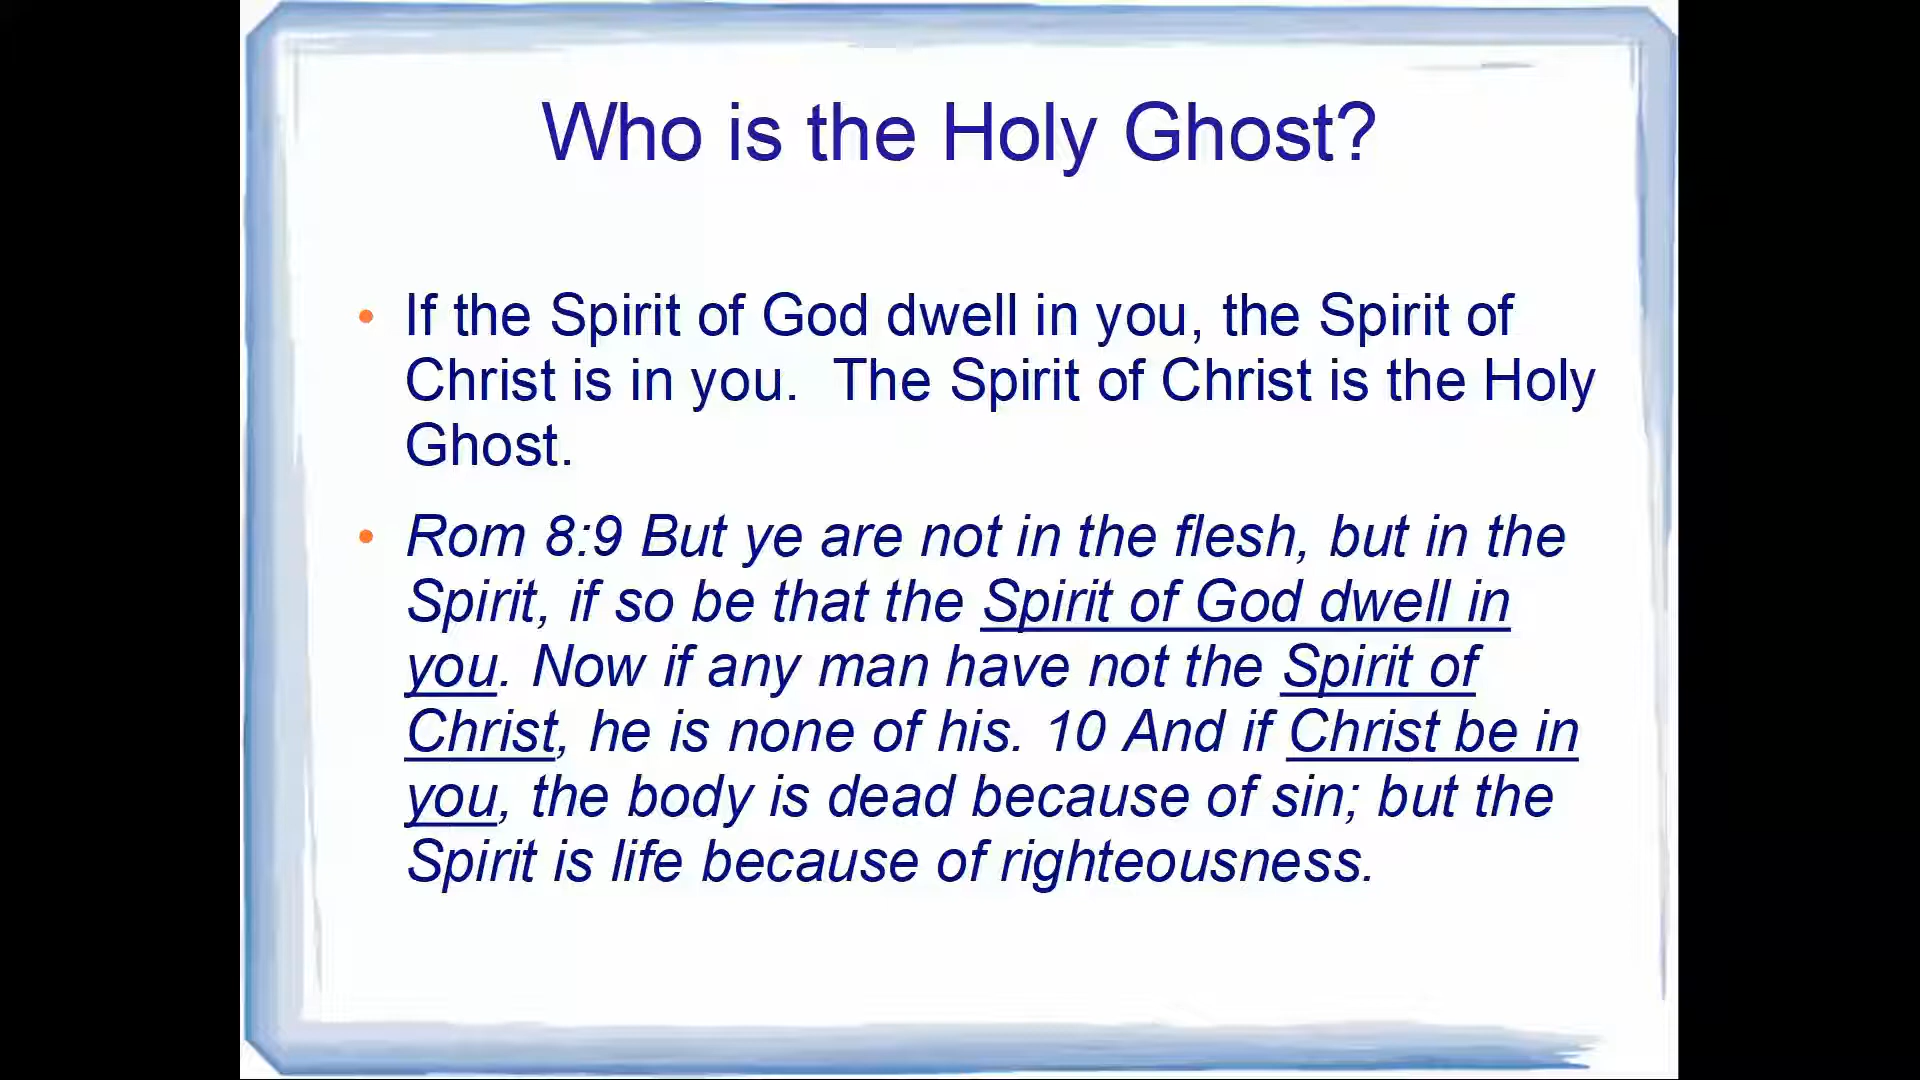 Who is the Holy Ghost?
• If the Spirit of God dwell in you, the Spirit of
Christ is in you.  The Spirit of Christ is the Holy
Ghost.
• Rom 8:9 But ye are not in the flesh, but in the
Spirit, if so be that the Spirit of God dwell in
you. Now if any man have not the Spirit of
Christ, he is none of his. 10 And if Christ be in
you, the body is dead because of sin; but the
Spirit is life because of righteousness.